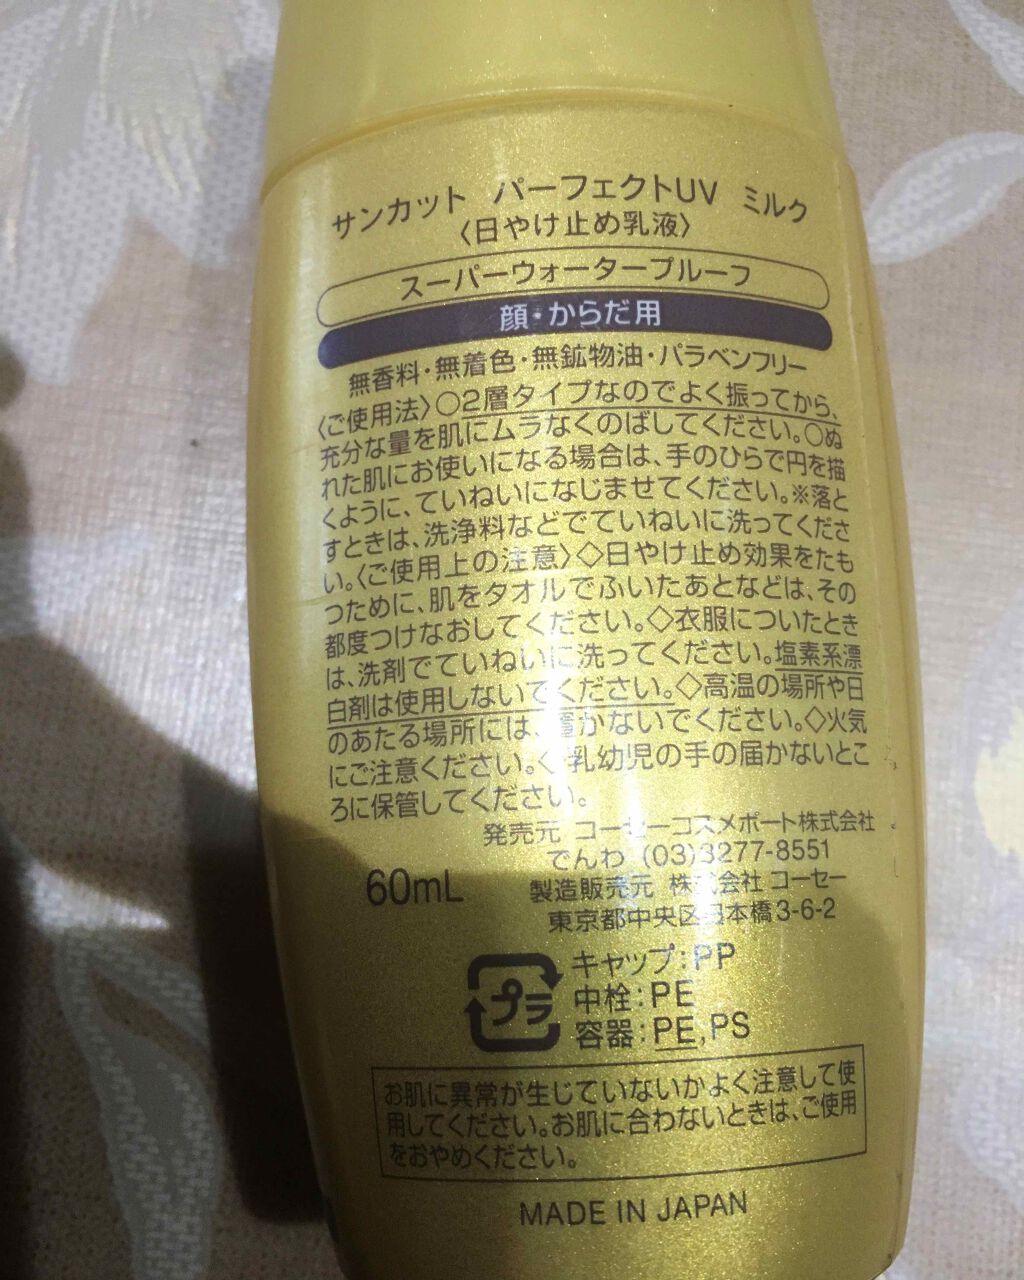 サンカット パーフェクトUV ミルク
〈日やけ止め乳液〉
スーパーウォータープルーフ
顔・からだ用
無香料・無着色・無鉱物油・パラベンフリー
〈ご使用法〉○2層タイプなのでよく振ってから、
充分な量を肌にムラなくのばしてください。○ぬ
れた肌にお使いになる場合は、手のひらで円を描
くように、ていねいになじませてください。※落と
すときは、洗浄料などでていねいに洗ってくださ
い。〈ご使用上の注意〉◇日やけ止め効果をたも
つために、肌をタオルでふいたあとなどは、その
都度つけなおしてください。◇衣服についたとき
は、洗剤でていねいに洗ってください。塩素系漂
白剤は使用しないでください。◇高温の場所や日
のあたる場所には、置かないでください。◇火気
にご注意ください。◇乳幼児の手の届かないとこ
ろに保管してください。
発売元 コーセーコスメポート株式会社
でんわ (03)3277-8551
60mL
製造販売元 株式会社 コーセー
東京都中央区日本橋3-6-2
プラ
キャップ:PP
中栓:PE
容器:PE,PS
お肌に異常が生じていないかよく注意して使
用してください。お肌に合わないときは、ご使用
をおやめください。
MADE IN JAPAN